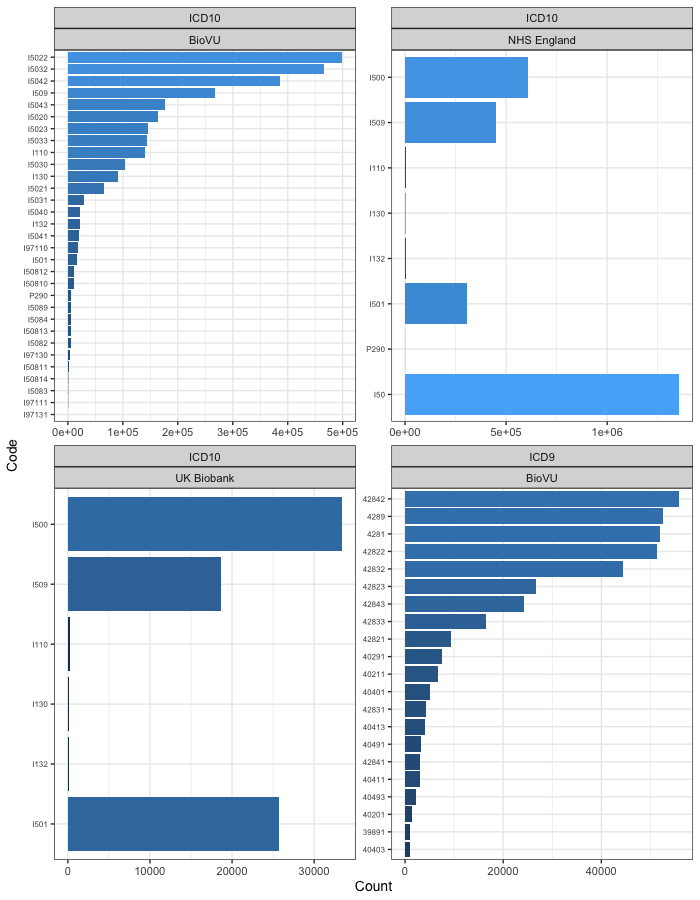 ICD10
BioVU
I5022
I5032
I5042
I509
I5043
I5020
I5023
I5033
I110
I5030
I130
I5021
I5031
I5040
I132
I5041
I97110
I501
I50812
I50810
P290
I5089
I5084
I50813
I5082
I97130
I50811
I50814
I5083
I97111
I97131
0e+00 1e+05 2e+05 3e+05 4e+05 5e+05
ICD10
NHS England
I500
I509
I110
I130
I132
I501
P290
I50
0e+00 5e+05 1e+06
ICD10
UK Biobank
I500
I509
I110
I130
I132
I501
0 10000 20000 30000
ICD9
BioVU
42842
4289
4281
42822
42832
42823
42843
42833
42821
40291
40211
40401
42831
40413
40491
42841
40411
40493
40201
39891
40403
0 20000 40000
Code
Count